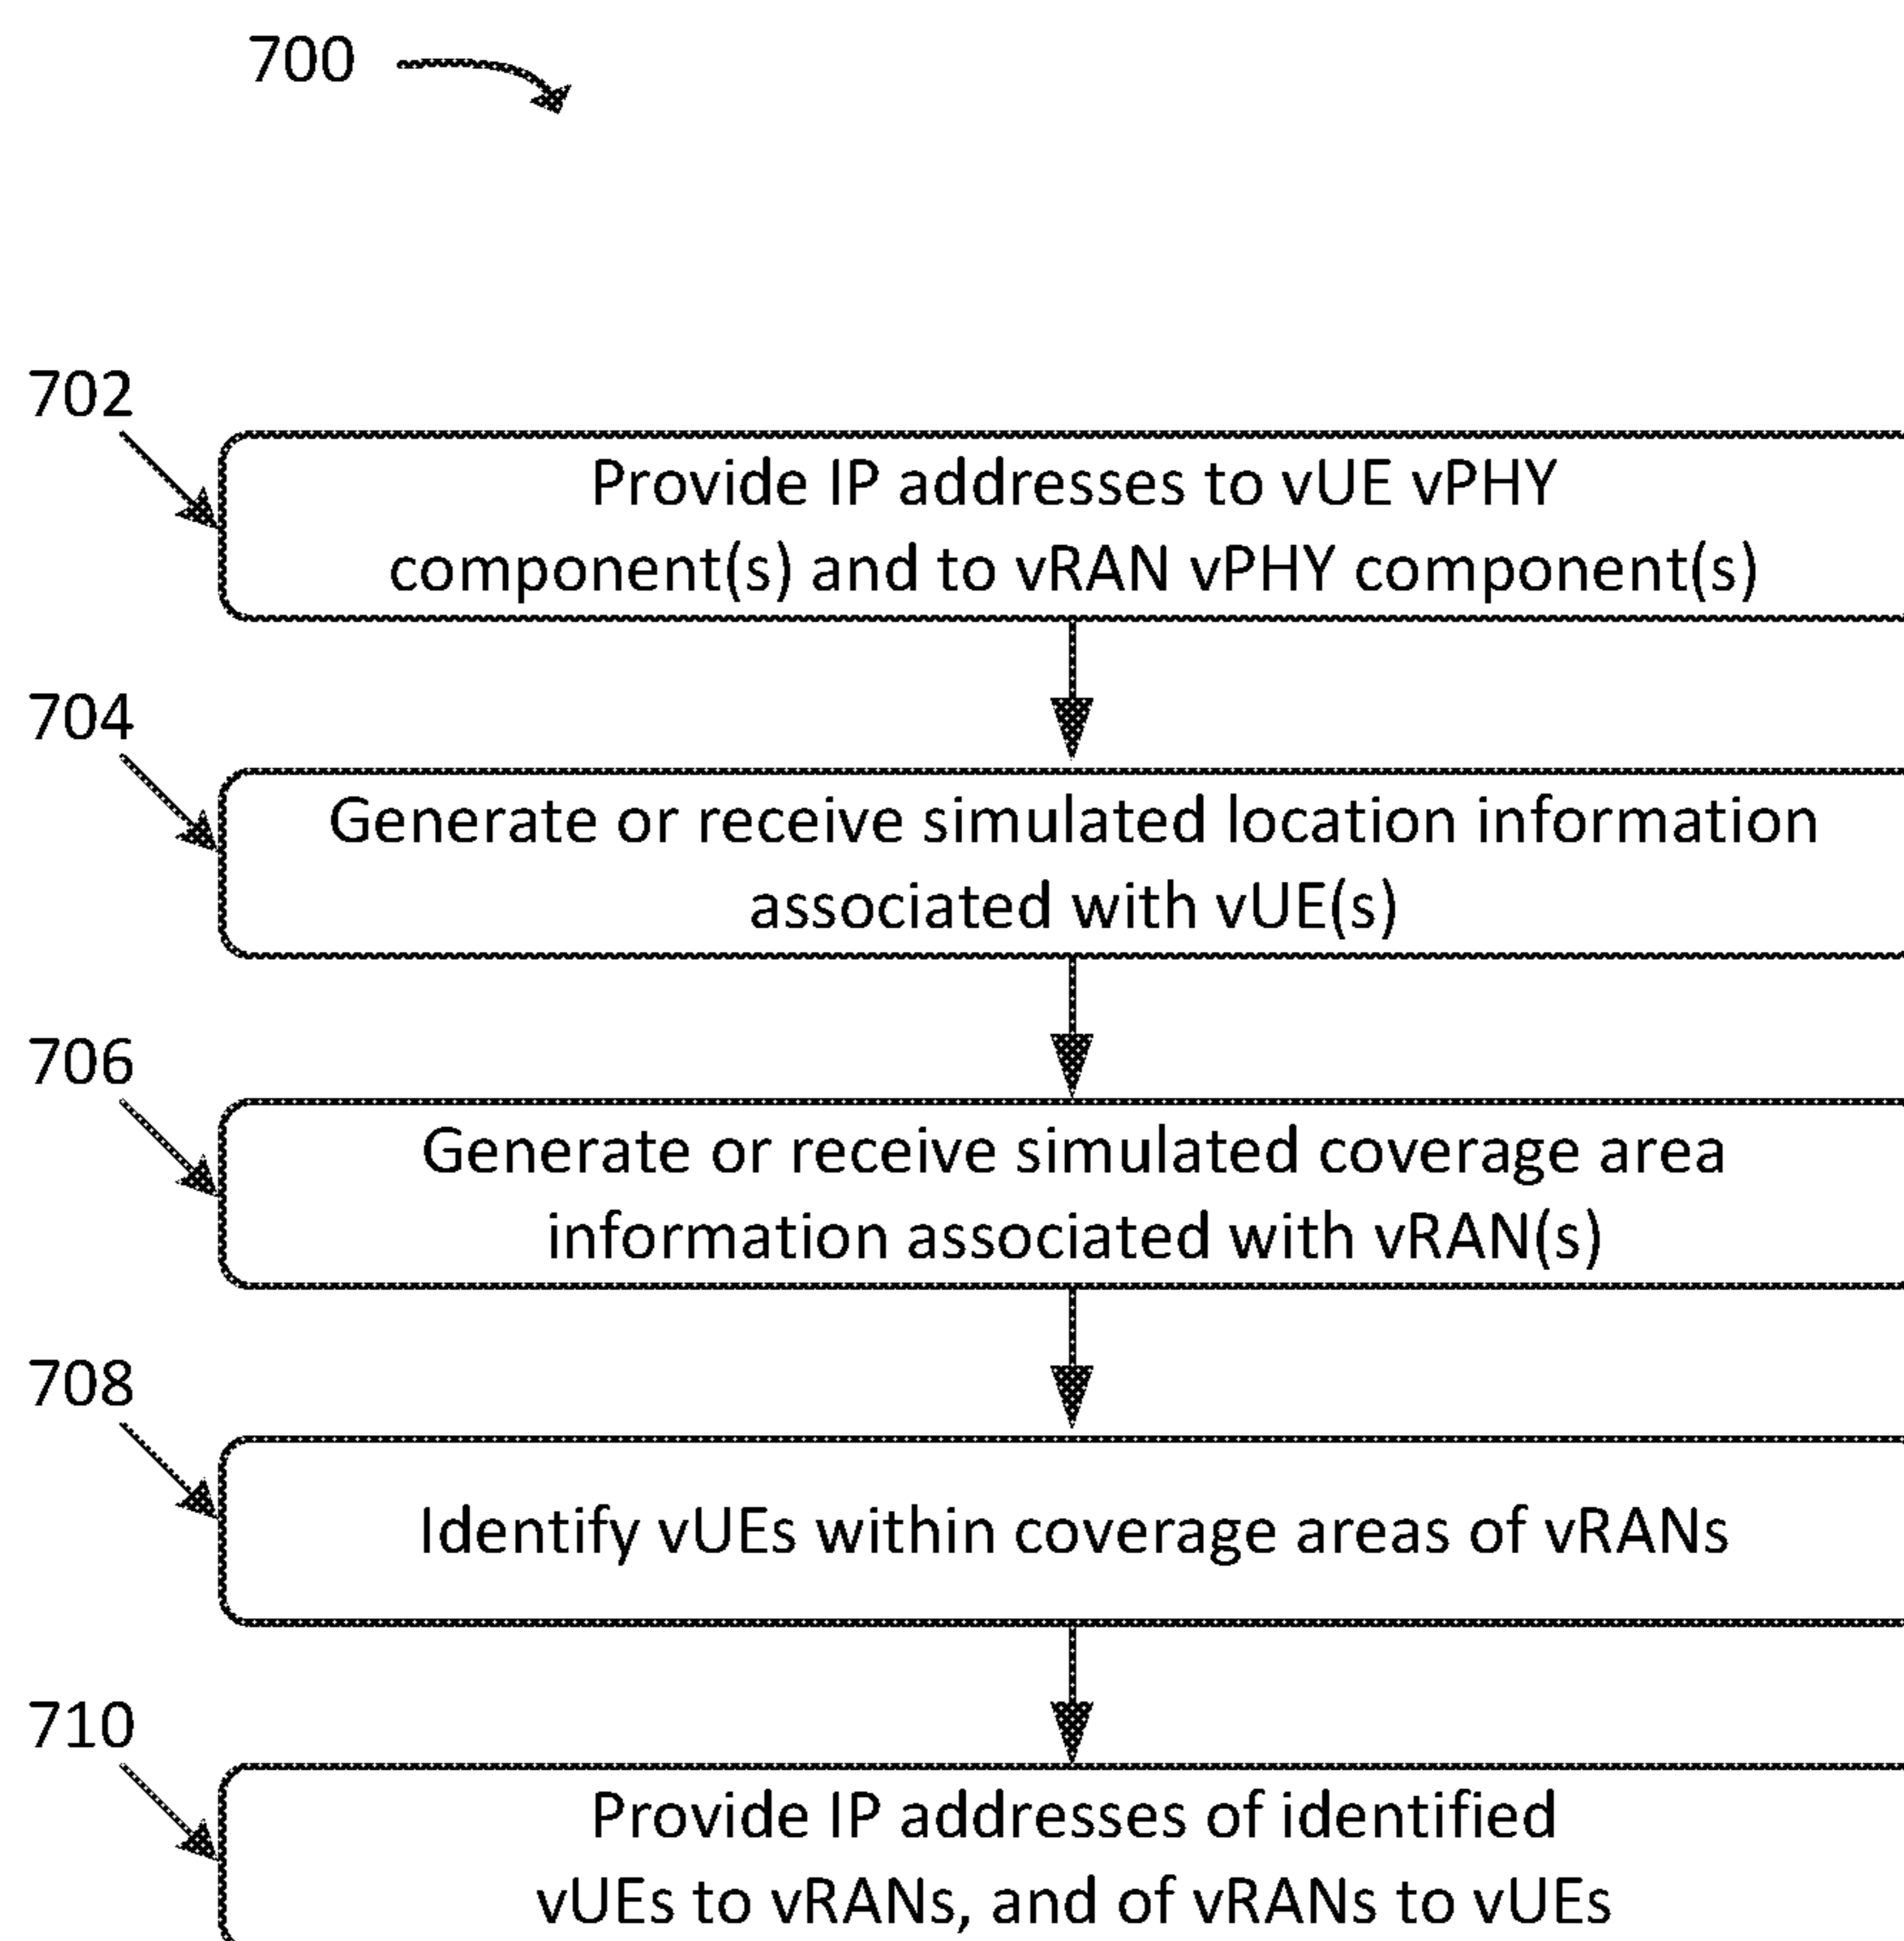 700
702
Provide IP addresses to vUE vPHY
component(s) and to vRAN vPHY component(s)
704
Generate or receive simulated location information
associated with vUE(s)
706
Generate or receive simulated coverage area
information associated with vRAN(s)
708
Identify vUEs within coverage areas of vRANs
710
Provide IP addresses of identified
vUEs to vRANs, and of vRANs to vUEs